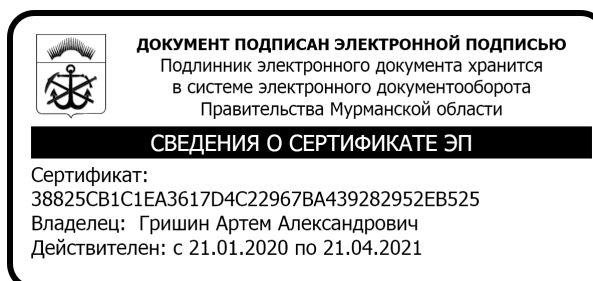 ДОКУМЕНТ ПОДПИСАН ЭЛЕКТРОННОЙ ПОДПИСЬЮ
Подлинник электронного документа хранится
в системе электронного документооборота
Правительства Мурманской области
СВЕДЕНИЯ О СЕРТИФИКАТЕ ЭП
Сертификат:
38825CB1C1EA3617D4C22967BA439282952EB525
Владелец: Гришин Артем Александрович
Действителен: с 21.01.2020 по 21.04.2021